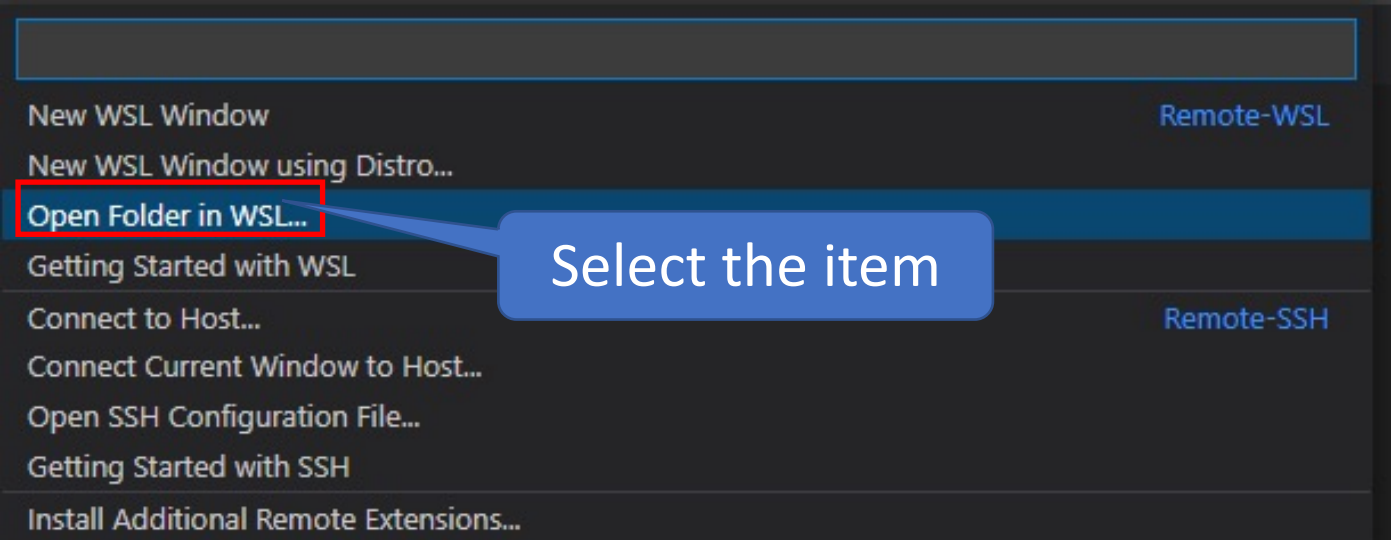 New WSL Window Remote-WSL
New WSL Window using Distro...
Open Folder in WSL...
Select the item
Getting Started with WSL
Connect to Host... Remote-SSH
Connect Current Window to Host...
Open SSH Configuration File...
Getting Started with SSH
Install Additional Remote Extensions...